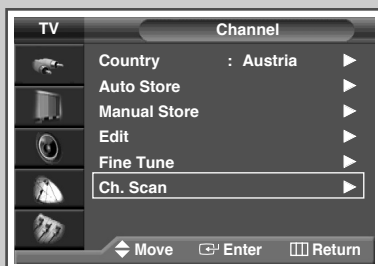 TV Channel
Country : Austria
Auto Store
Manual Store
Edit
Fine Tune
Ch. Scan
Move Enter Return